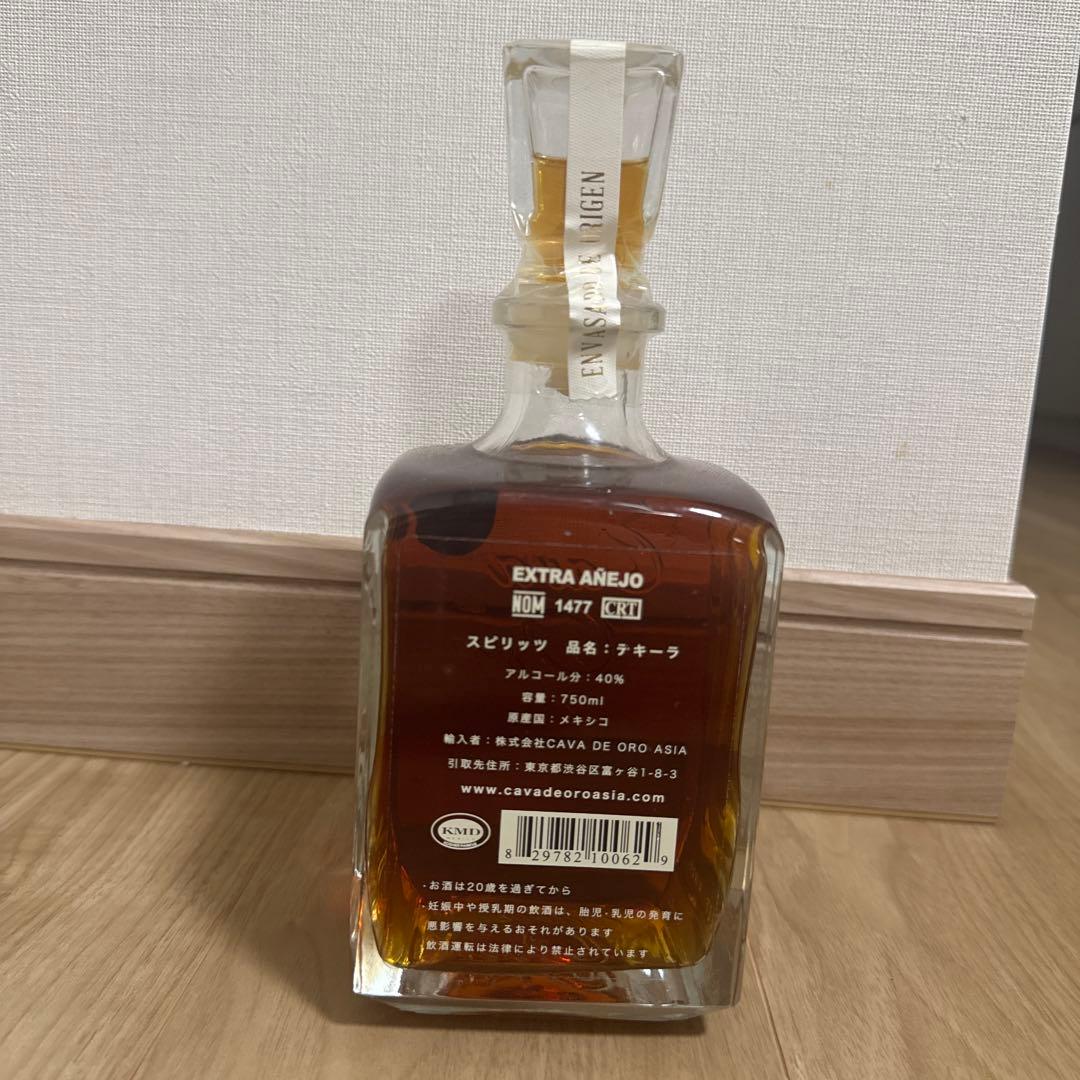 ENVASADO DE ORIGEN
EXTRA AÑEJO
NOM 1477 CRT
スピリッツ 品名：テキーラ
アルコール分：40%
容量：750ml
原産国：メキシコ
輸入者：株式会社CAVA DE ORO ASIA
引取先住所：東京都渋谷区富ヶ谷1-8-3
www.cavadeoroasia.com
KMD
8 29782 10062 9
·お酒は20歳を過ぎてから
·妊娠中や授乳期の飲酒は、胎児·乳児の発育に
悪影響を与えるおそれがあります
·飲酒運転は法律により禁止されています